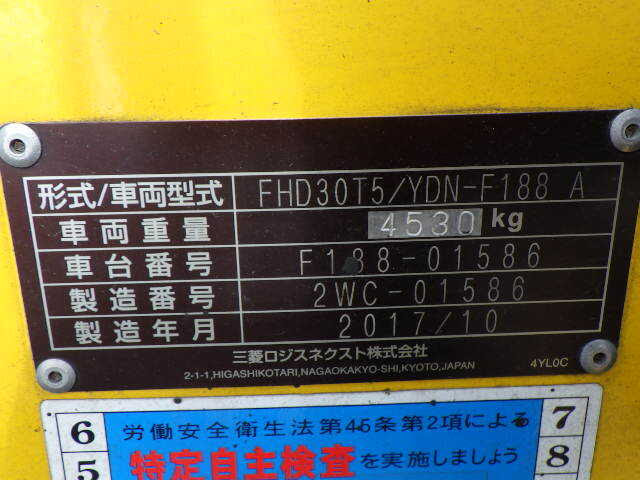 形式/車両型式 FHD30T5/YDN-F188 A
車両重量 4530 kg
車台番号 F188-01586
製造番号 2WC-01586
製造年月 2017/10
三菱ロジスネクスト株式会社
2-1-1,HIGASHIKOTARI,NAGAOKAKYO-SHI,KYOTO,JAPAN 4YL0C
6 労働安全衛生法第45条第2項による 7
5 特定自主検査を実施しましょう 8